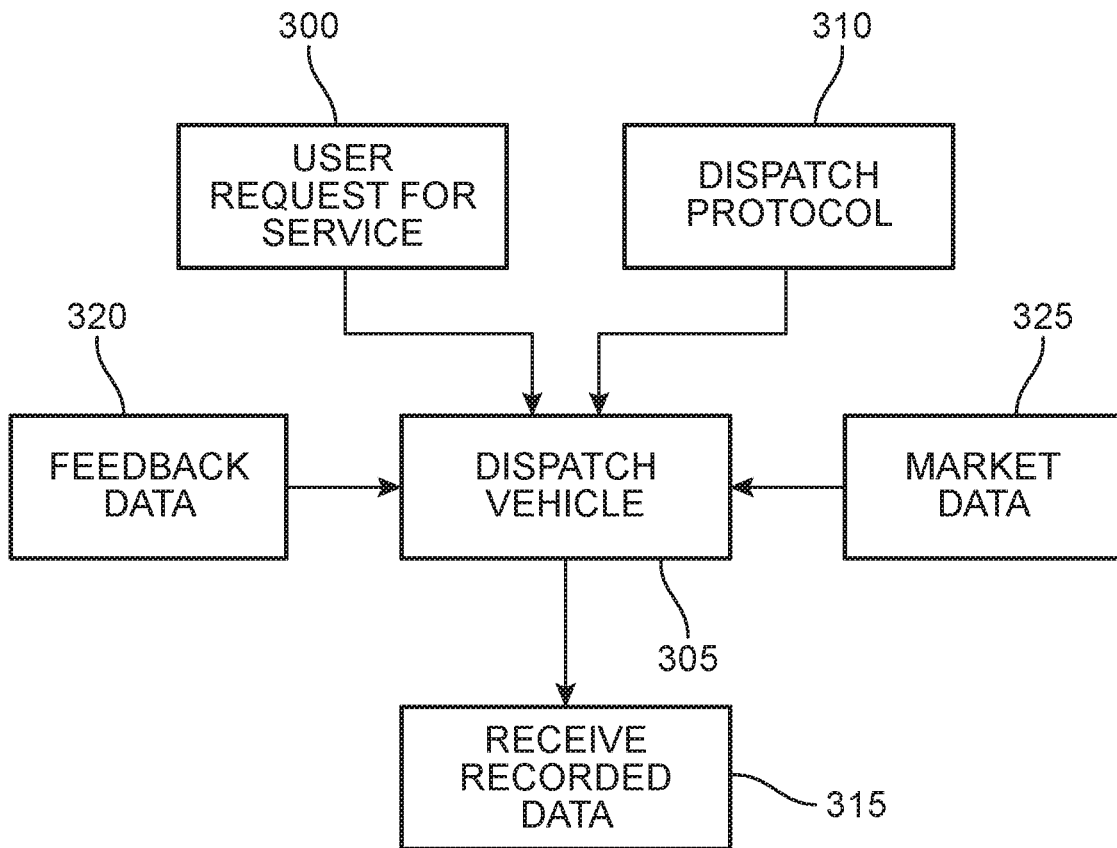 300
310
USER
REQUEST FOR
SERVICE
DISPATCH
PROTOCOL
320
325
FEEDBACK
DATA
DISPATCH
VEHICLE
MARKET
DATA
305
RECEIVE
RECORDED
DATA
315